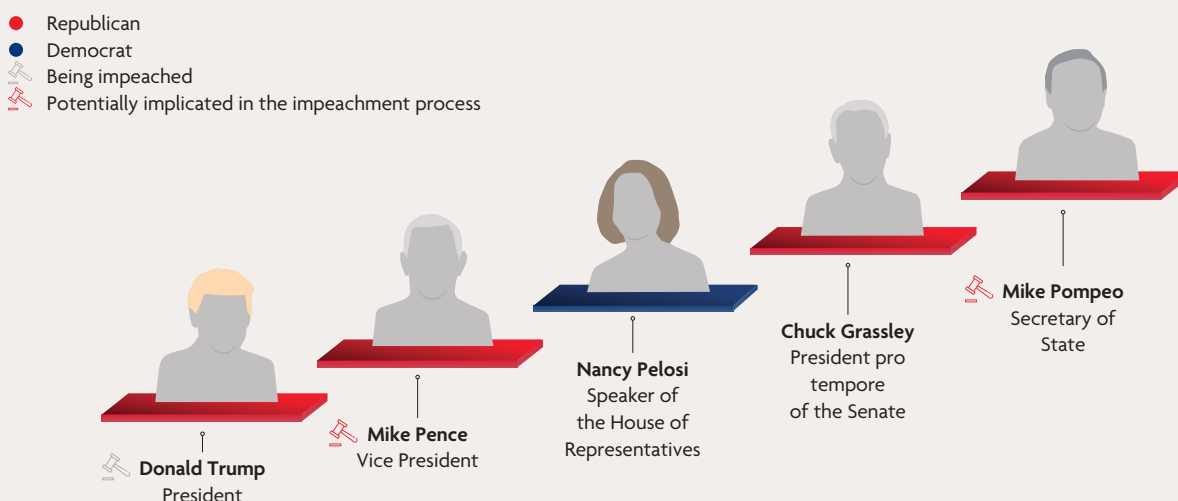 Republican
Democrat
Being impeached
Potentially implicated in the impeachment process
Donald Trump
President
Mike Pence
Vice President
Nancy Pelosi
Speaker of
the House of
Representatives
Chuck Grassley
President pro
tempore
of the Senate
Mike Pompeo
Secretary of
State